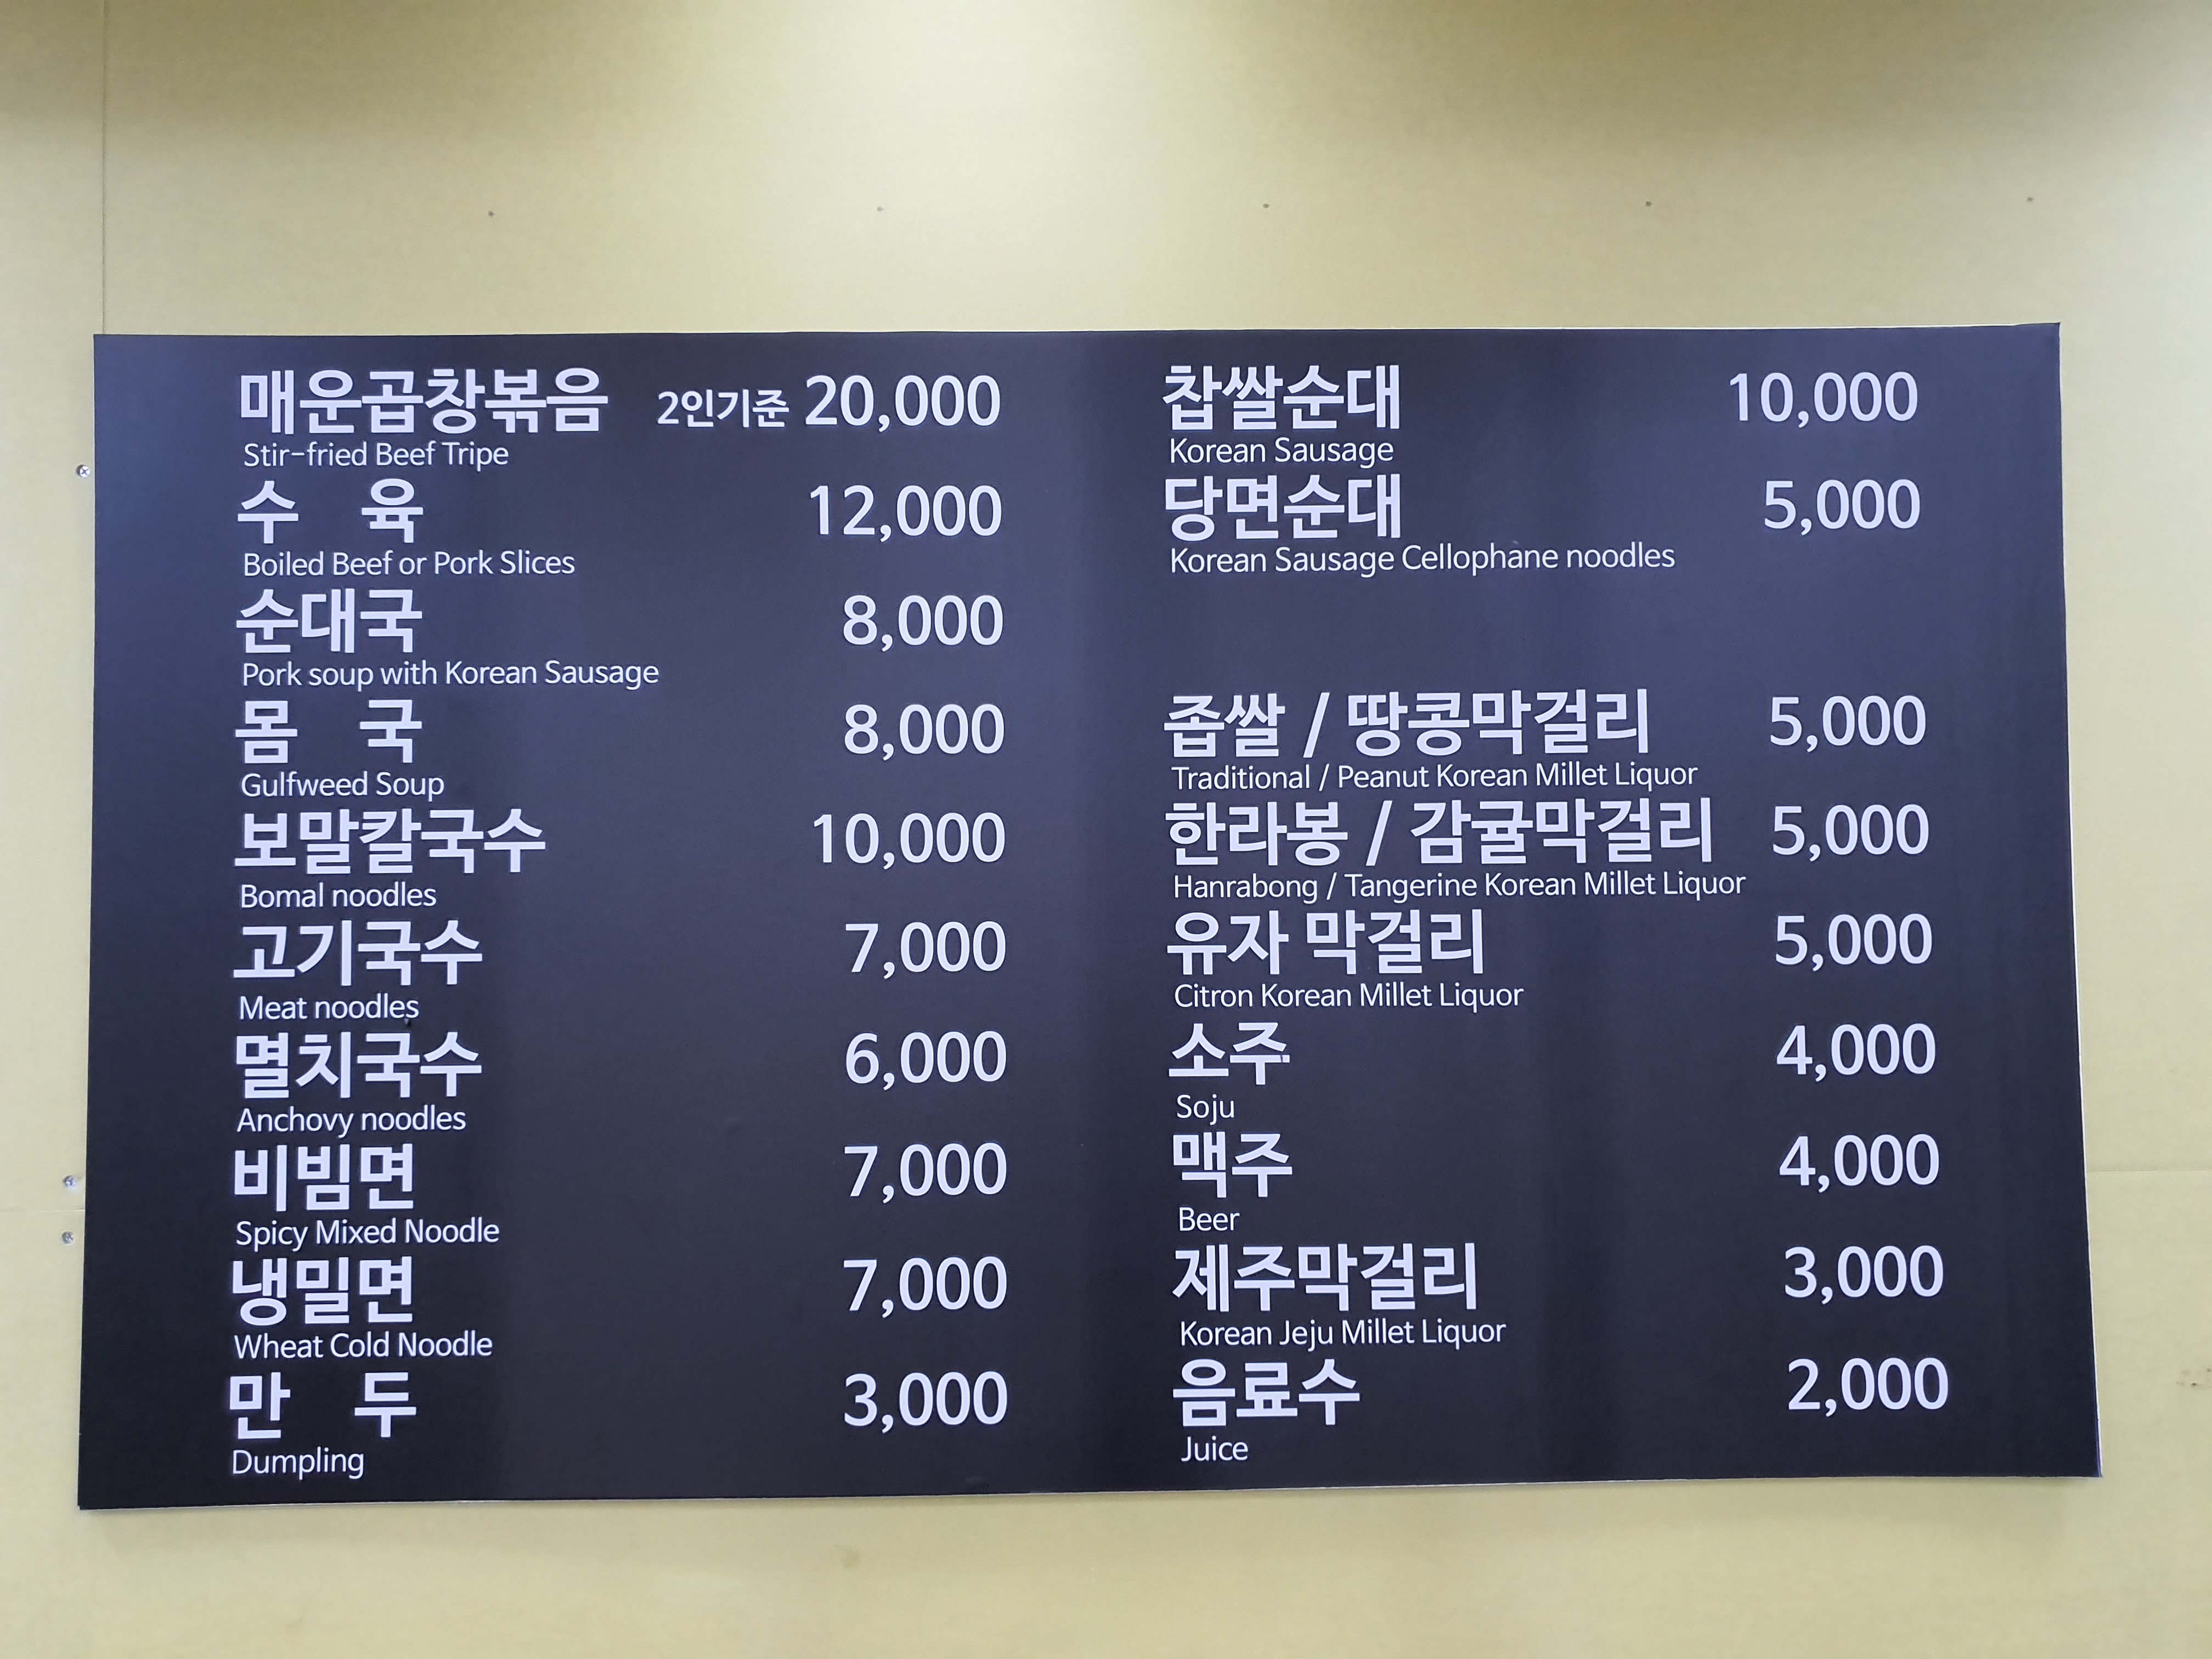 매운곱창볶음 2인기준 20,000
Stir-fried Beef Tripe
수 육 12,000
Boiled Beef or Pork Slices
순대국 8,000
Pork soup with Korean Sausage
몸 국 8,000
Gulfweed Soup
보말칼국수 10,000
Bomal noodles
고기국수 7,000
Meat noodles
멸치국수 6,000
Anchovy noodles
비빔면 7,000
Spicy Mixed Noodle
냉밀면 7,000
Wheat Cold Noodle
만 두 3,000
Dumpling
찹쌀순대 10,000
Korean Sausage
당면순대 5,000
Korean Sausage Cellophane noodles
좁쌀 / 땅콩막걸리 5,000
Traditional / Peanut Korean Millet Liquor
한라봉 / 감귤막걸리 5,000
Hanrabong / Tangerine Korean Millet Liquor
유자 막걸리 5,000
Citron Korean Millet Liquor
소주 4,000
Soju
맥주 4,000
Beer
제주막걸리 3,000
Korean Jeju Millet Liquor
음료수 2,000
Juice